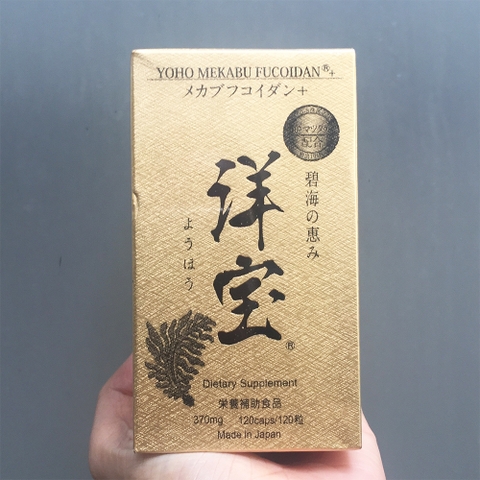 YOHO MEKABU FUCOIDAN®+
メカブフコイダン+
配合
碧海の恵み
洋宝®
ようほう
Dietary Supplement
栄養補助食品
370mg 120caps/120粒
Made in Japan